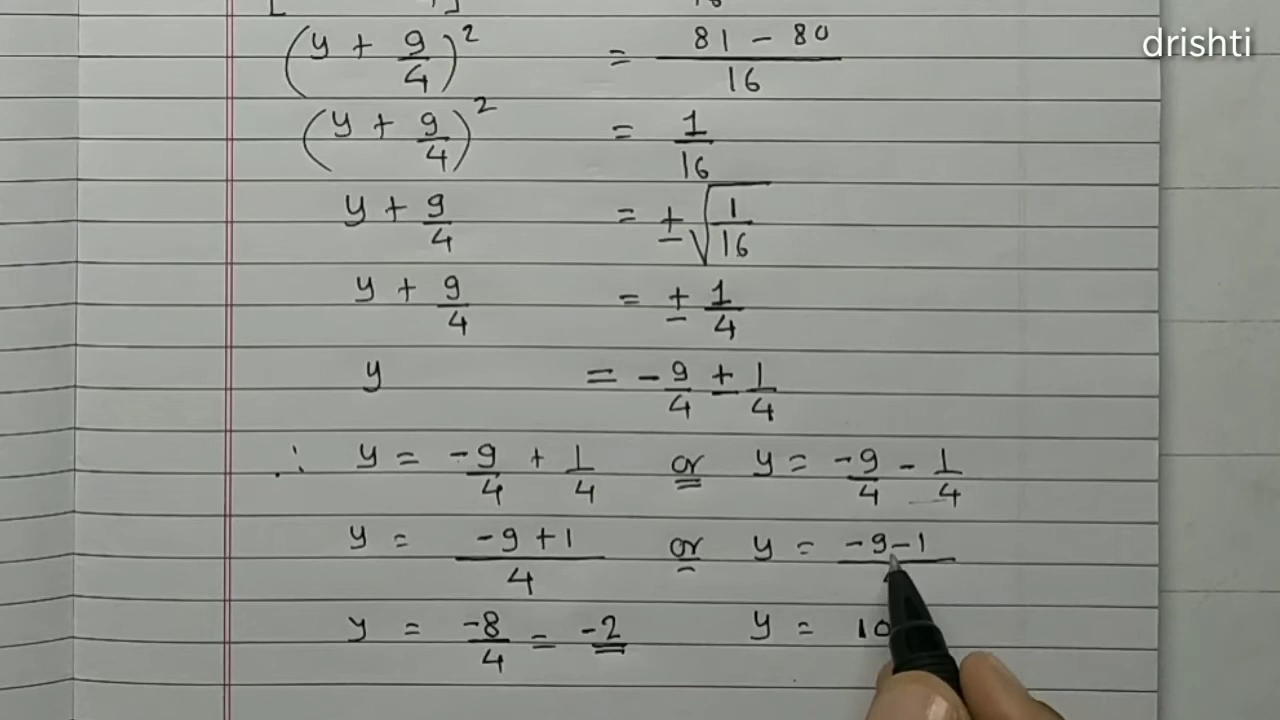 drishti
(y + 9/4)² = 81 - 80/16
(y + 9/4)² = 1/16
y + 9/4 = ±√1/16
y + 9/4 = ± 1/4
y = -9/4 ± 1/4
∴ y = -9/4 + 1/4 or y = -9/4 - 1/4
y = -9+1/4 or y = -9-1
y = -8/4 = -2 y = 10